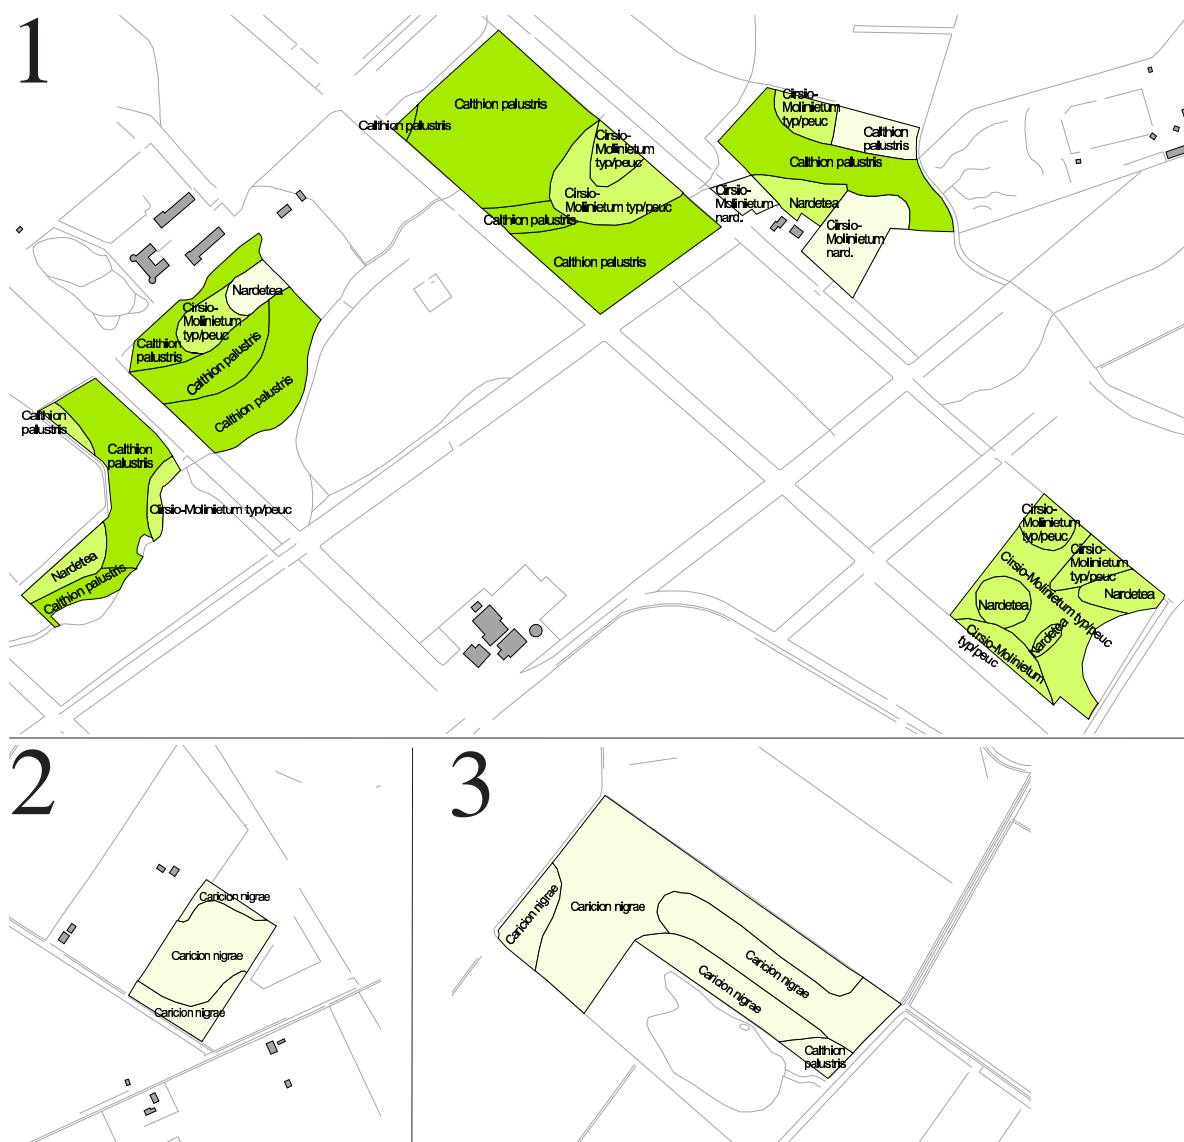 1
Calthion palustris
Calthion palustris
Cirsio-
Molinietum
typ/peuc
Cirsio-
Molinietum typ/peuc
Calthion palustris
Calthion palustris
Cirsio-
Molinietum
typ/peuc
Calthion
palustris
Calthion palustris
Cirsio-
Molinietum
nard.
Nardetea
Cirsio-
Molinietum
nard.
Nardetea
Cirsio-
Molinietum
typ/peuc
Calthion
palustris
Calthion palustris
Calthion palustris
Calthion
palustris
Calthion
palustris
Cirsio-Molinietum typ/peuc
Nardetea
Calthion palustris
Cirsio-
Molinietum
typ/peuc
Cirsio-
Molinietum
typ/peuc
Cirsio-Molinietum typ/peuc
Nardetea
Nardetea
Nardetea
Cirsio-Molinietum
typ/peuc
2
Caricion nigrae
Caricion nigrae
Caricion nigrae
3
Caricion nigrae
Caricion nigrae
Caricion nigrae
Caricion nigrae
Calthion
palustris